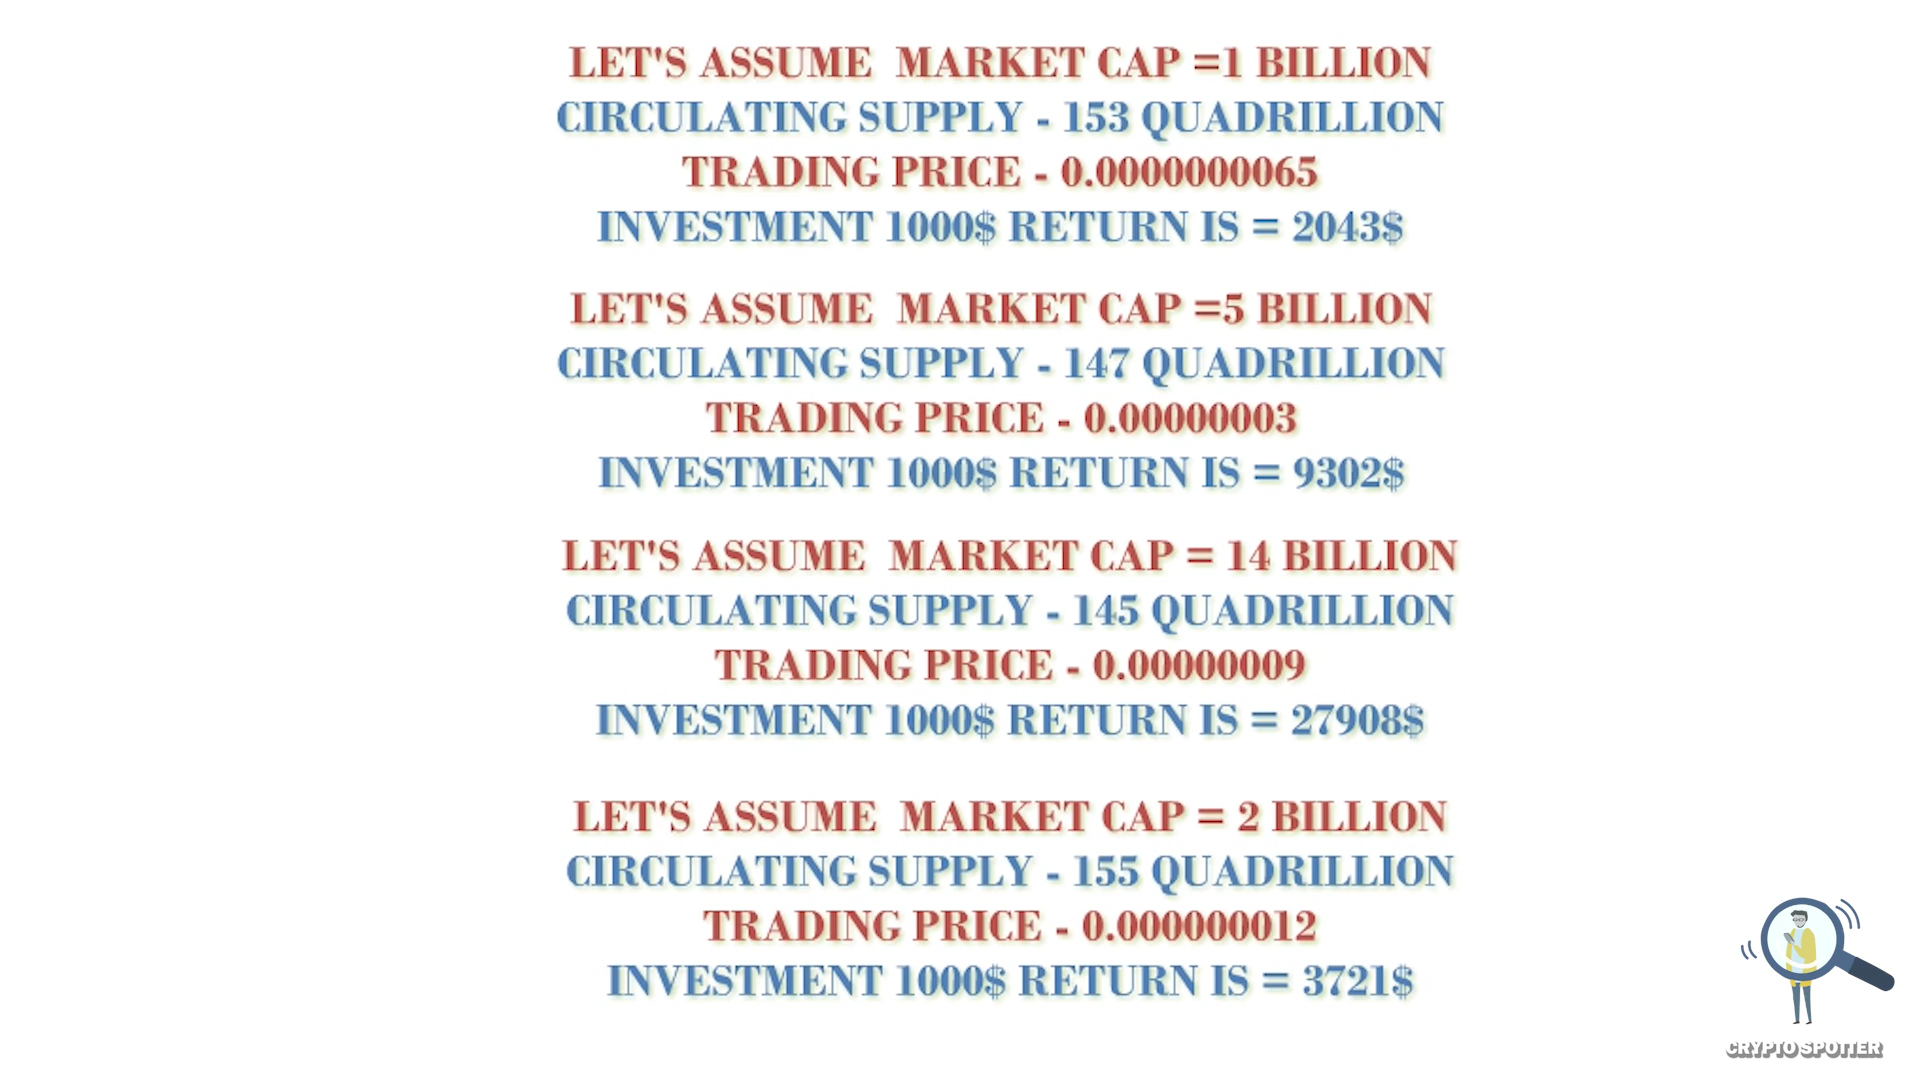 LET'S ASSUME MARKET CAP =1 BILLION
CIRCULATING SUPPLY - 153 QUADRILLION
TRADING PRICE - 0.0000000065
INVESTMENT 1000$ RETURN IS = 2043$
LET'S ASSUME MARKET CAP =5 BILLION
CIRCULATING SUPPLY - 147 QUADRILLION
TRADING PRICE - 0.00000003
INVESTMENT 1000$ RETURN IS = 9302$
LET'S ASSUME MARKET CAP = 14 BILLION
CIRCULATING SUPPLY - 145 QUADRILLION
TRADING PRICE - 0.00000009
INVESTMENT 1000$ RETURN IS = 27908$
LET'S ASSUME MARKET CAP = 2 BILLION
CIRCULATING SUPPLY - 155 QUADRILLION
TRADING PRICE - 0.000000012
INVESTMENT 1000$ RETURN IS = 3721$
CRYPTO SPOTTER